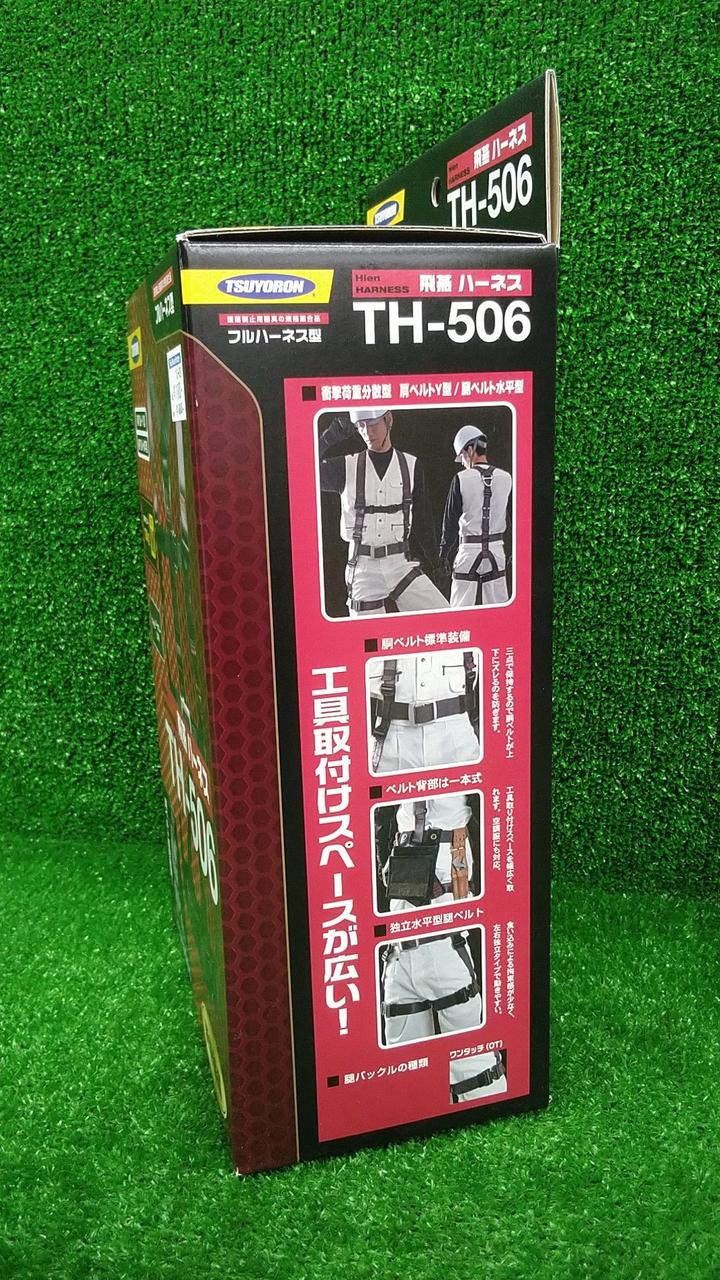 Hien
HARNESS
飛燕 ハーネス
TH-506
TSUYORON
Hien
HARNESS
飛燕 ハーネス
TH-506
墜落制止用器具の規格適合品
フルハーネス型
衝撃荷重分散型 肩ベルトY型/腿ベルト水平型
工具取付けスペースが広い!
胴ベルト標準装備
三点で保持するので胴ベルトが上
下にズレるのを防ぎます。
ベルト背部は一本式
工具取り付けスペースを幅広く取
れます。空調服にも対応。
独立水平型腿ベルト
食い込みによる拘束感が少なく、
左右独立タイプで動きやすい。
腿バックルの種類
ワンタッチ(OT)
ハーネス
TH-506